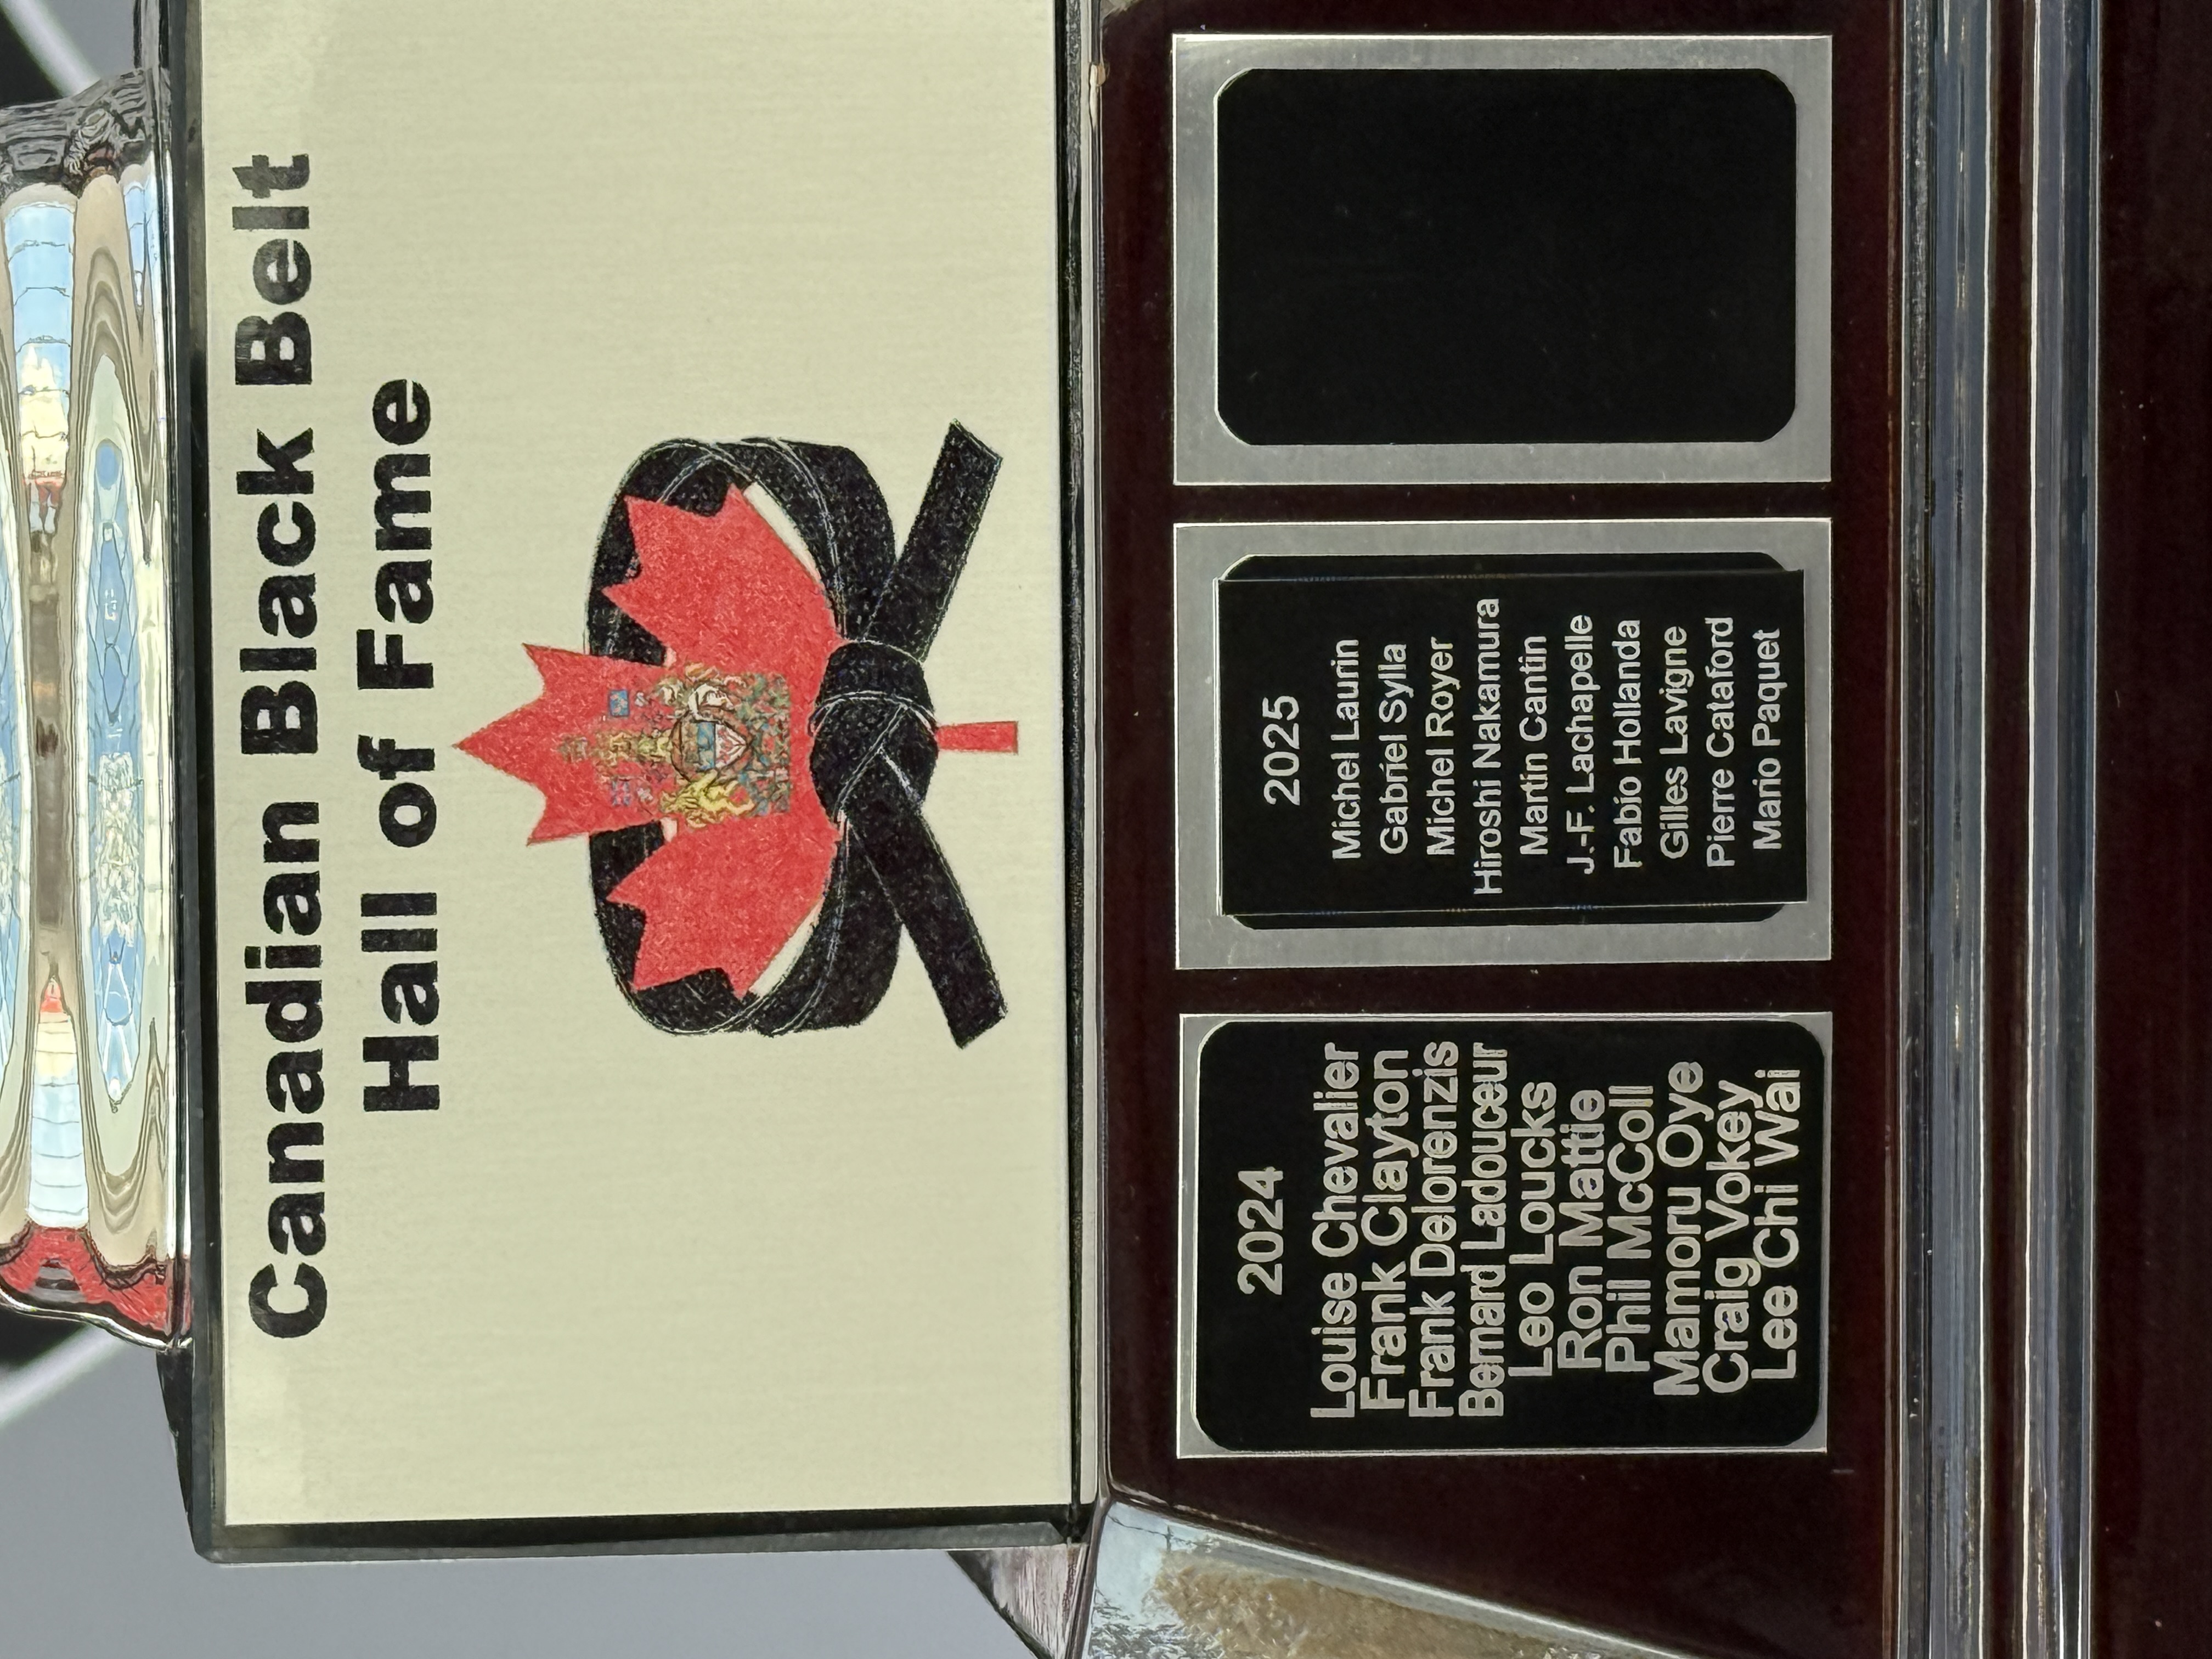 Canadian Black Belt
Hall of Fame
2024
Louise Chevalier
Frank Clayton
Frank Delorenzis
Bernard Ladouceur
Leo Loucks
Ron Mattie
Phil McColl
Mamoru Oye
Craig Vokey
Lee Chi Wai
2025
Michel Laurin
Gabriel Sylla
Michel Royer
Hiroshi Nakamura
Martin Cantin
J.-F. Lachapelle
Fabio Hollanda
Gilles Lavigne
Pierre Cataford
Mario Paquet